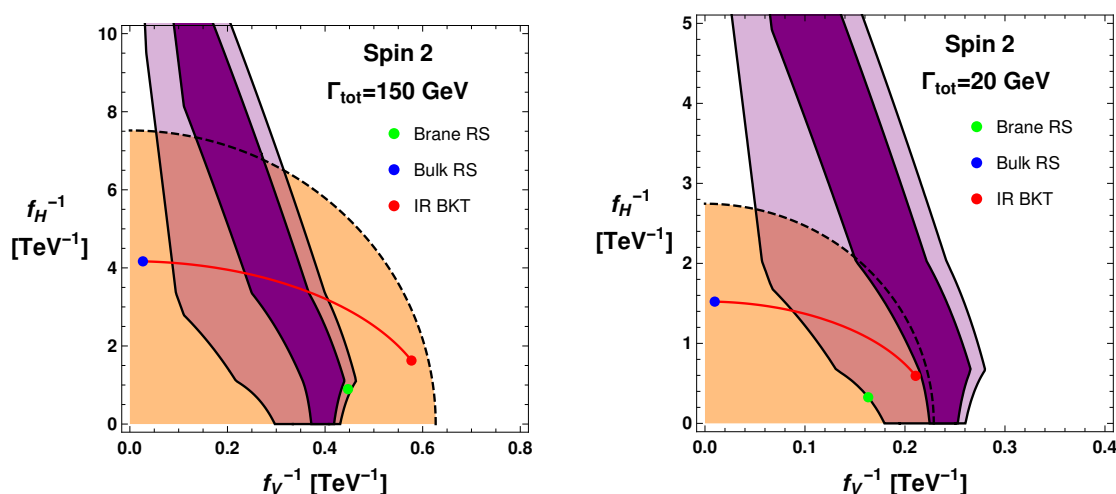 Spin 2
Γtot=150 GeV
Brane RS
Bulk RS
IR BKT
fH⁻¹
[TeV⁻¹]
10
8
6
4
2
0
0.0 0.2 0.4 0.6 0.8
fV⁻¹ [TeV⁻¹]
Spin 2
Γtot=20 GeV
Brane RS
Bulk RS
IR BKT
fH⁻¹
[TeV⁻¹]
5
4
3
2
1
0
0.0 0.1 0.2 0.3 0.4
fV⁻¹ [TeV⁻¹]